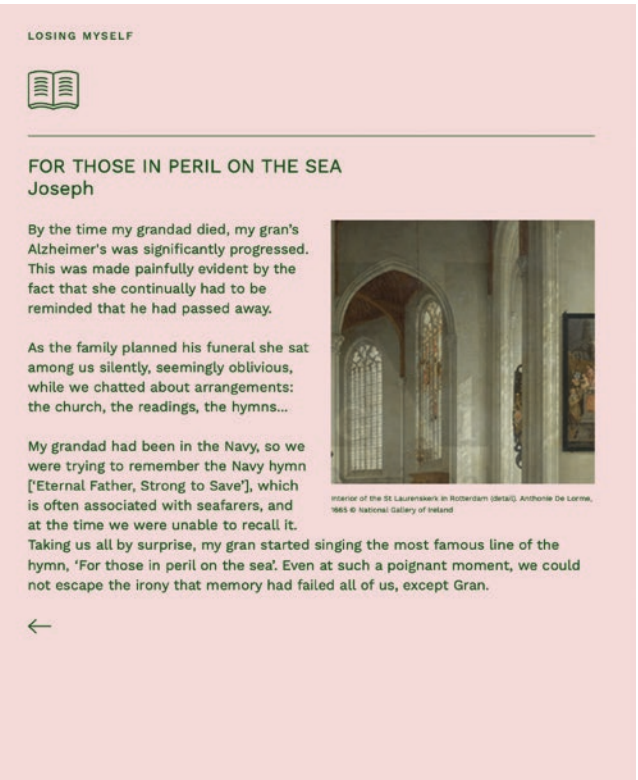 LOSING MYSELF
FOR THOSE IN PERIL ON THE SEA
Joseph
By the time my grandad died, my gran's
Alzheimer's was significantly progressed.
This was made painfully evident by the
fact that she continually had to be
reminded that he had passed away.
As the family planned his funeral she sat
among us silently, seemingly oblivious,
while we chatted about arrangements:
the church, the readings, the hymns...
My grandad had been in the Navy, so we
were trying to remember the Navy hymn
['Eternal Father, Strong to Save'], which
is often associated with seafarers, and
at the time we were unable to recall it.
Taking us all by surprise, my gran started singing the most famous line of the
hymn, 'For those in peril on the sea'. Even at such a poignant moment, we could
not escape the irony that memory had failed all of us, except Gran.
Interior of the St Laurenskerk in Rotterdam (detail). Anthonie De Lorme,
1665 © National Gallery of Ireland